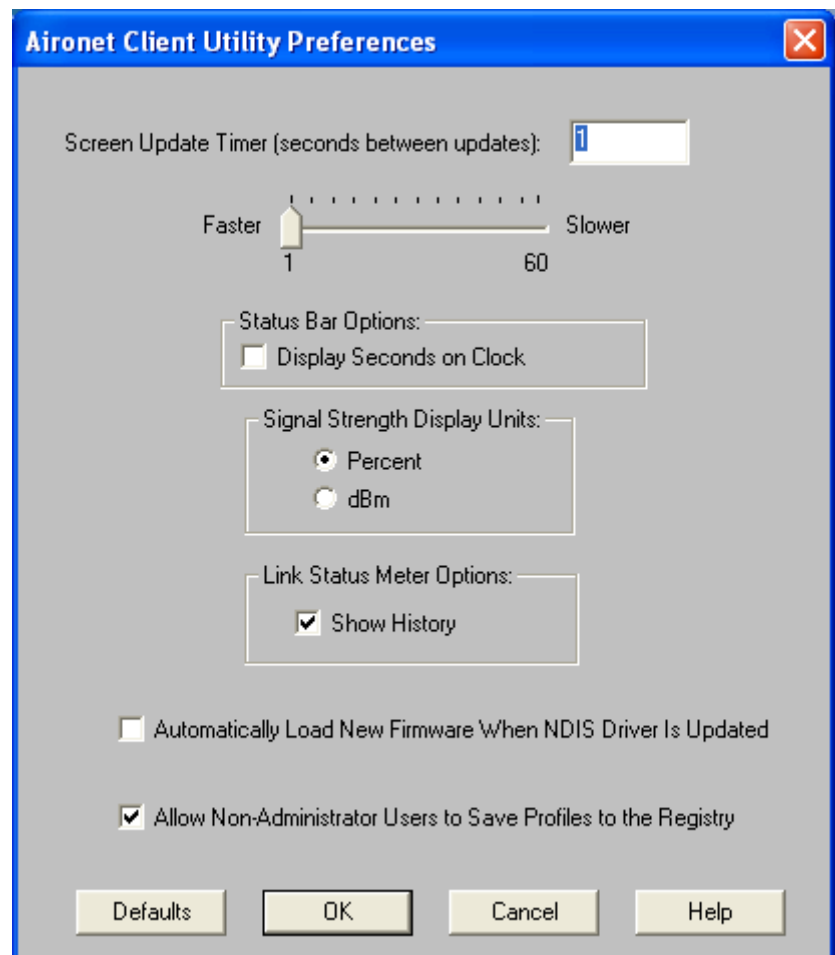 Aironet Client Utility Preferences
Screen Update Timer (seconds between updates): 1
Faster Slower
1 60
Status Bar Options:
Display Seconds on Clock
Signal Strength Display Units:
Percent
dBm
Link Status Meter Options:
Show History
Automatically Load New Firmware When NDIS Driver Is Updated
Allow Non-Administrator Users to Save Profiles to the Registry
Defaults OK Cancel Help